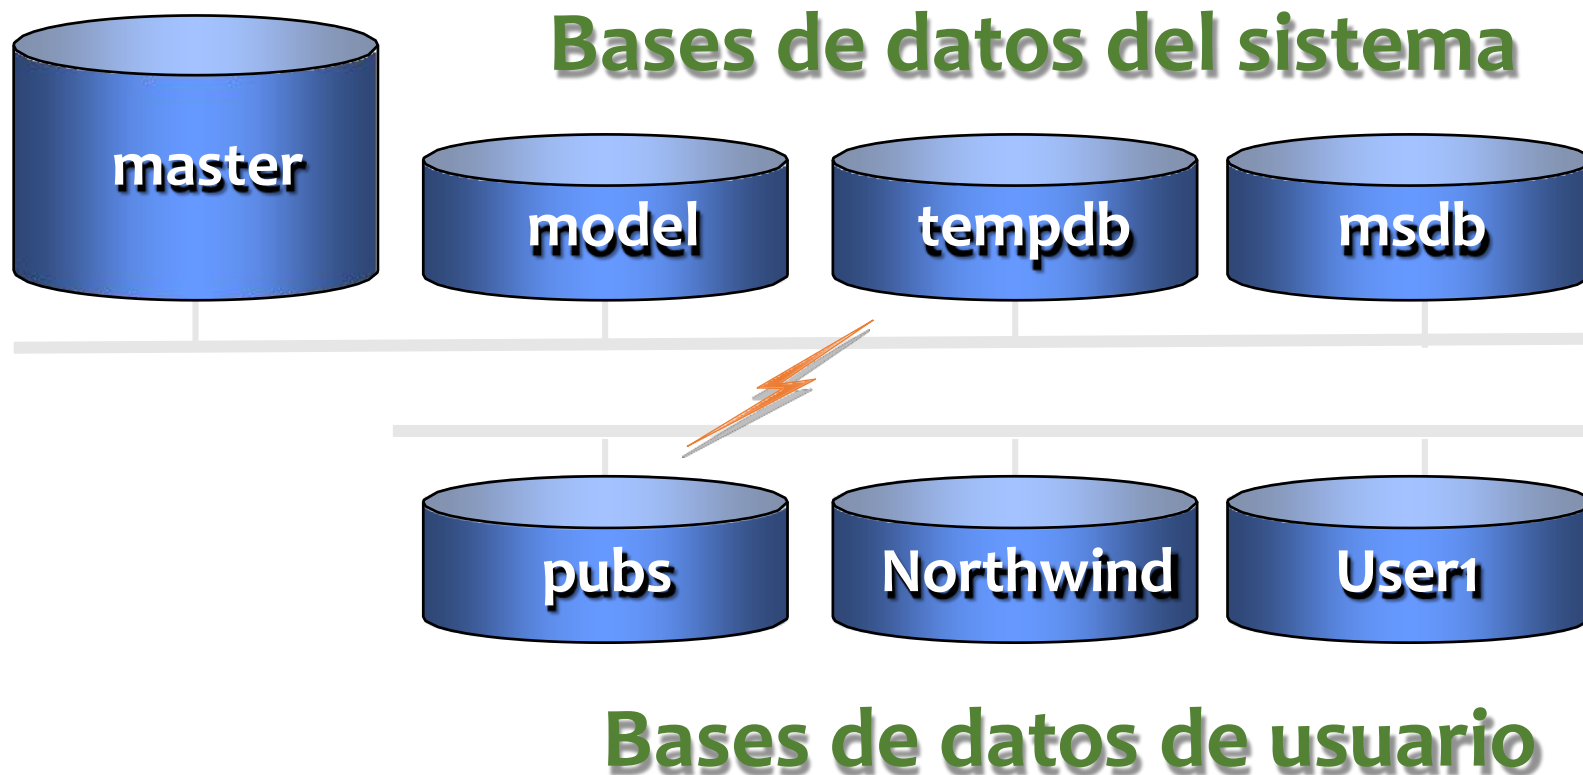 Bases de datos del sistema
master
model
tempdb
msdb
pubs
Northwind
User1
Bases de datos de usuario